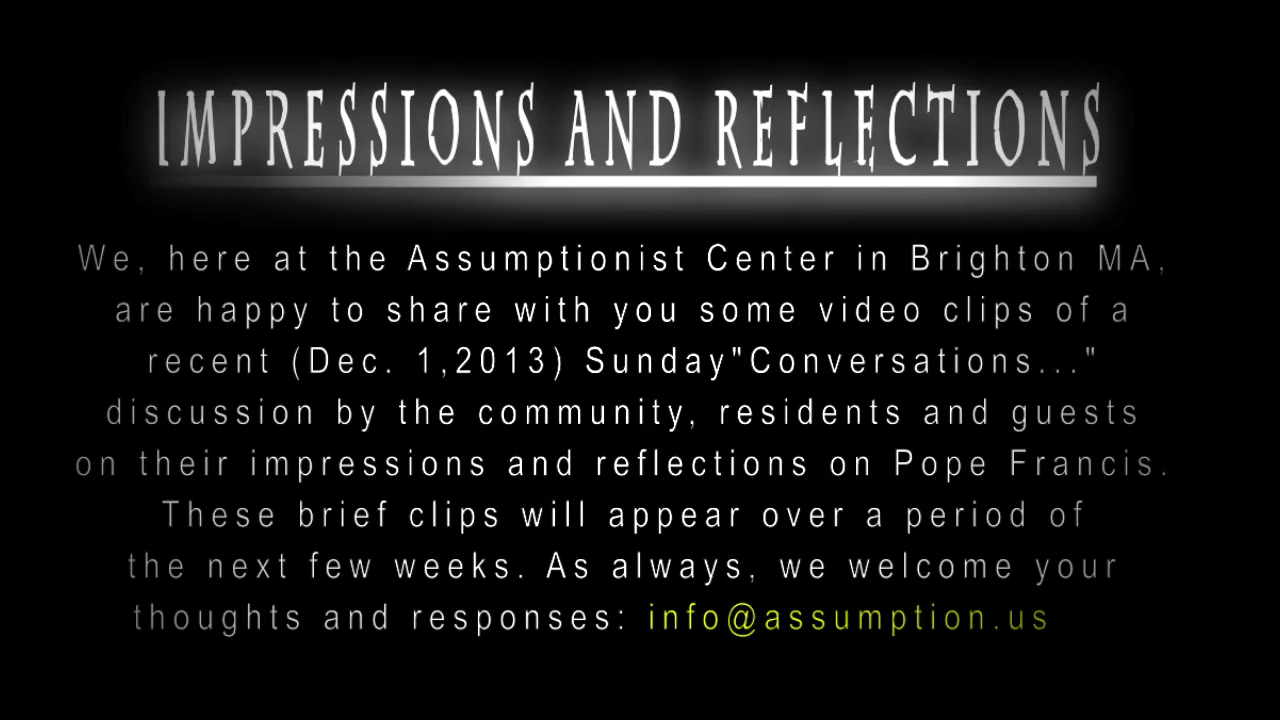 IMPRESSIONS AND REFLECTIONS
We, here at the Assumptionist Center in Brighton MA,
are happy to share with you some video clips of a
recent (Dec. 1,2013) Sunday"Conversations..."
discussion by the community, residents and guests
on their impressions and reflections on Pope Francis.
These brief clips will appear over a period of
the next few weeks. As always, we welcome your
thoughts and responses: info@assumption.us